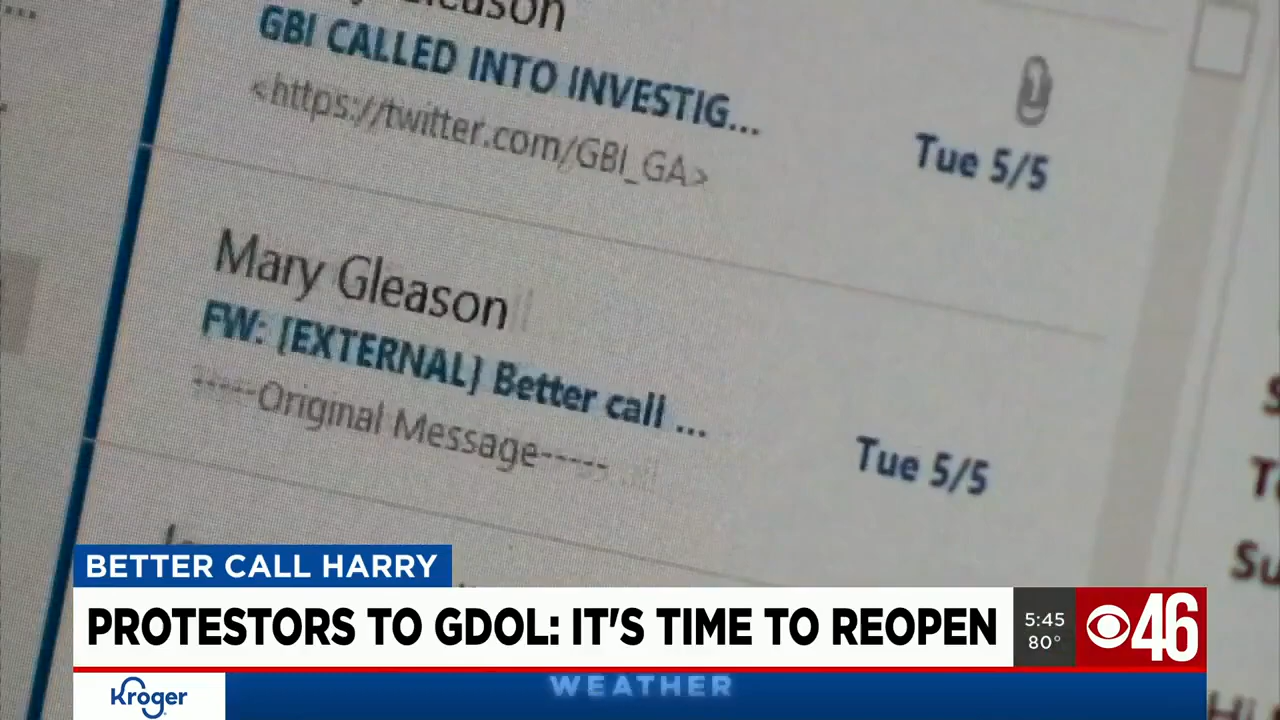 Gleason
GBI CALLED INTO INVESTIG...
<https://twitter.com/GBI_GA>
Tue 5/5
Mary Gleason
FW: [EXTERNAL] Better call ...
-----Original Message-----
Tue 5/5
Su
BETTER CALL HARRY
PROTESTORS TO GDOL: IT'S TIME TO REOPEN
5:45
80°
46
Kroger
WEATHER